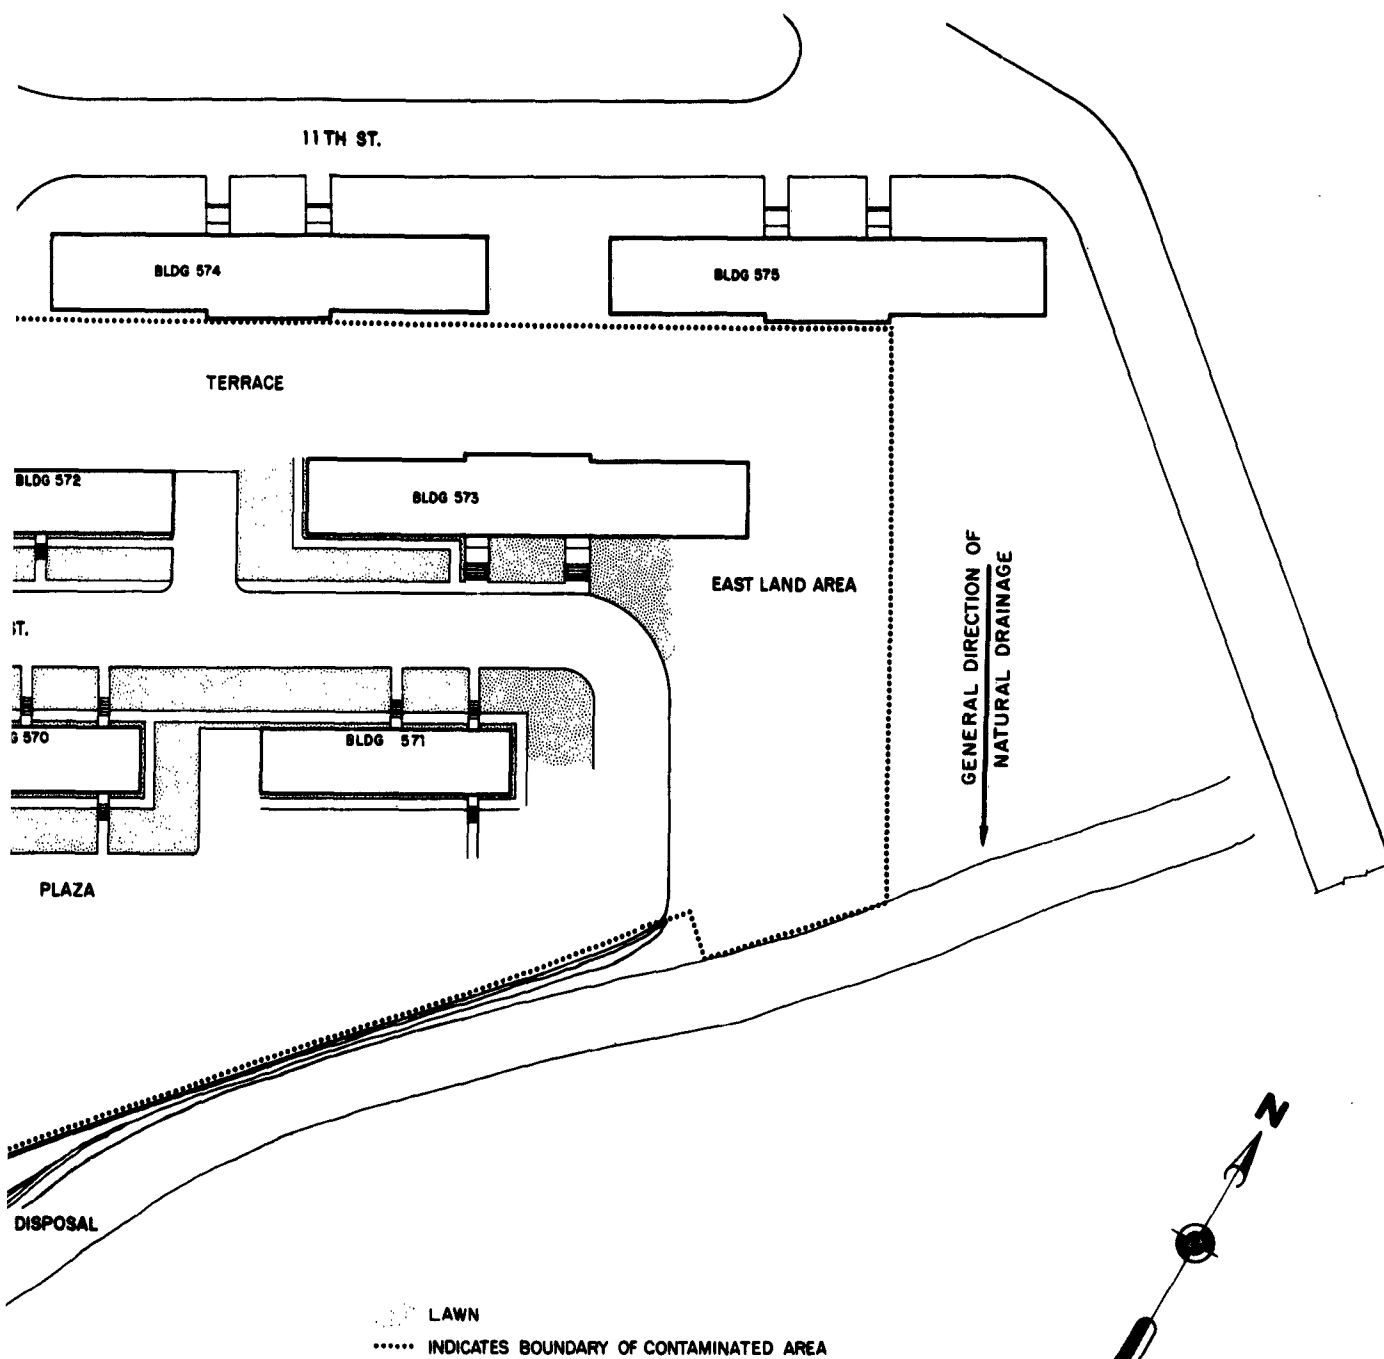 11TH ST.
BLDG 574
BLDG 575
TERRACE
BLDG 572
BLDG 573
EAST LAND AREA
GENERAL DIRECTION OF
NATURAL DRAINAGE
ST.
G 570
BLDG 571
PLAZA
N
DISPOSAL
LAWN
INDICATES BOUNDARY OF CONTAMINATED AREA